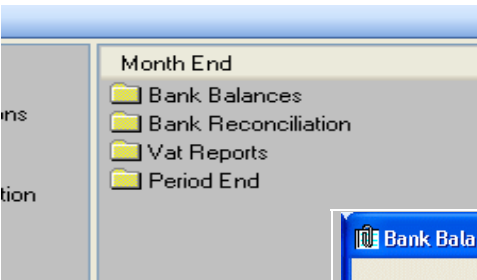 Month End
Bank Balances
ons
Bank Reconciliation
Vat Reports
Period End
tion
Bank Bala